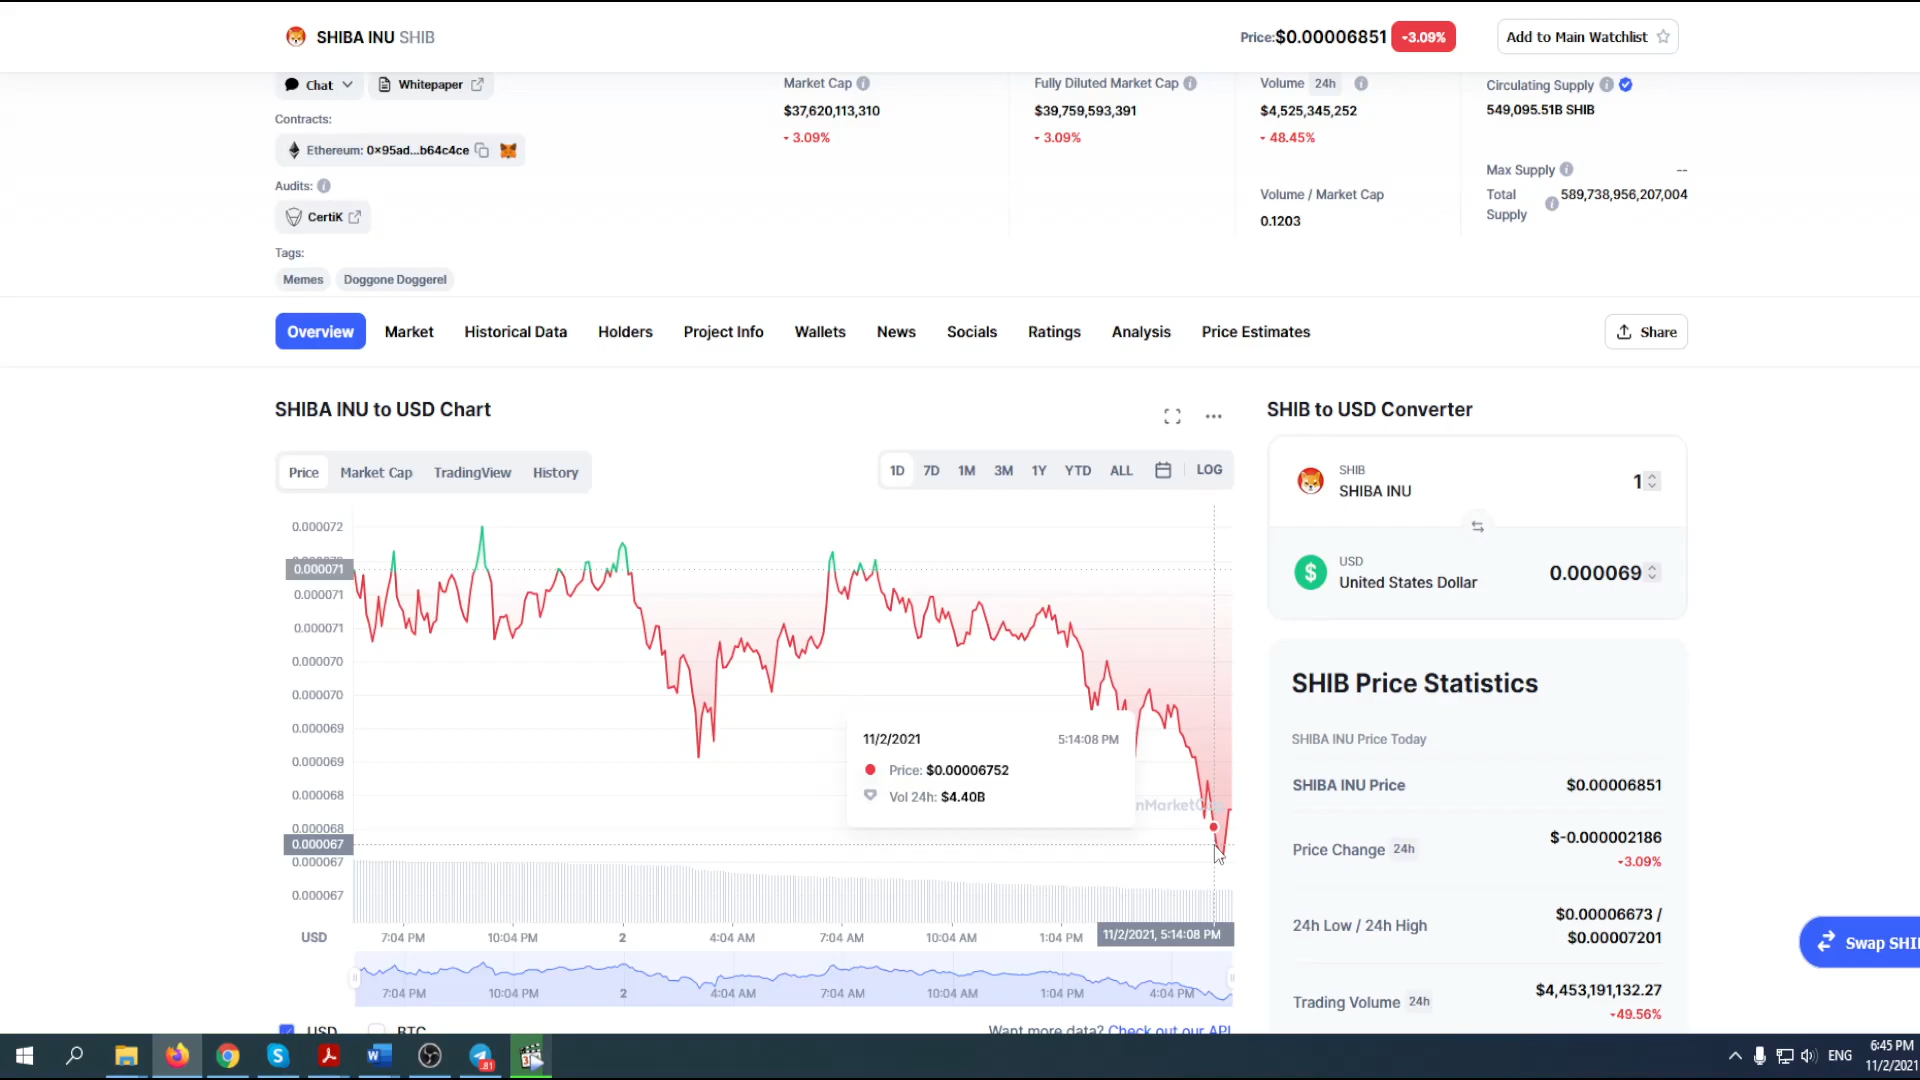 SHIBA INU SHIB
Price:$0.00006851 -3.09%
Add to Main Watchlist
Chat
Whitepaper
Market Cap
$37,620,113,310
3.09%
Fully Diluted Market Cap
$39,759,593,391
3.09%
Volume 24h
$4,525,345,252
48.45%
Volume / Market Cap
0.1203
Circulating Supply
549,095.51B SHIB
Max Supply --
Total Supply 589,738,956,207,004
Contracts:
Ethereum: 0x95ad...b64c4ce
Audits:
CertiK
Tags:
Memes Doggone Doggerel
Overview Market Historical Data Holders Project Info Wallets News Socials Ratings Analysis Price Estimates
Share
SHIBA INU to USD Chart
Price Market Cap TradingView History
1D 7D 1M 3M 1Y YTD ALL LOG
0.000072
0.000071
0.000071
0.000071
0.000070
0.000070
0.000069
0.000069
0.000068
0.000068
0.000067
0.000067
0.000067
11/2/2021 5:14:08 PM
Price: $0.00006752
Vol 24h: $4.40B
nMarketC
USD 7:04 PM 10:04 PM 2 4:04 AM 7:04 AM 10:04 AM 1:04 PM 11/2/2021, 5:14:08 PM
7:04 PM 10:04 PM 2 4:04 AM 7:04 AM 10:04 AM 1:04 PM 4:04 PM
USD BTC
Want more data? Check out our API
SHIB to USD Converter
SHIB
SHIBA INU 1
USD
United States Dollar 0.000069
SHIB Price Statistics
SHIBA INU Price Today
SHIBA INU Price $0.00006851
Price Change 24h $-0.000002186
-3.09%
24h Low / 24h High $0.00006673 /
$0.00007201
Trading Volume 24h $4,453,191,132.27
-49.56%
Swap SHI
81
ENG
6:45 PM
11/2/2021